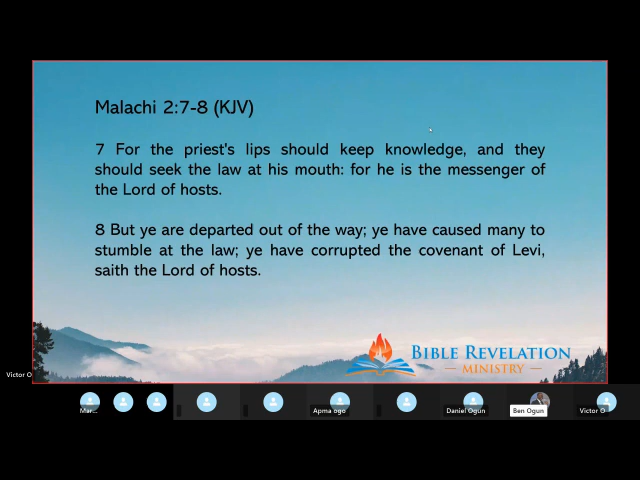 Malachi 2:7-8 (KJV)
7 For the priest's lips should keep knowledge, and they
should seek the law at his mouth: for he is the messenger of
the Lord of hosts.
8 But ye are departed out of the way; ye have caused many to
stumble at the law; ye have corrupted the covenant of Levi,
saith the Lord of hosts.
BIBLE REVELATION
MINISTRY
Victor O
Mar...
Apma ogo
Daniel Ogun
Ben Ogun
Victor O